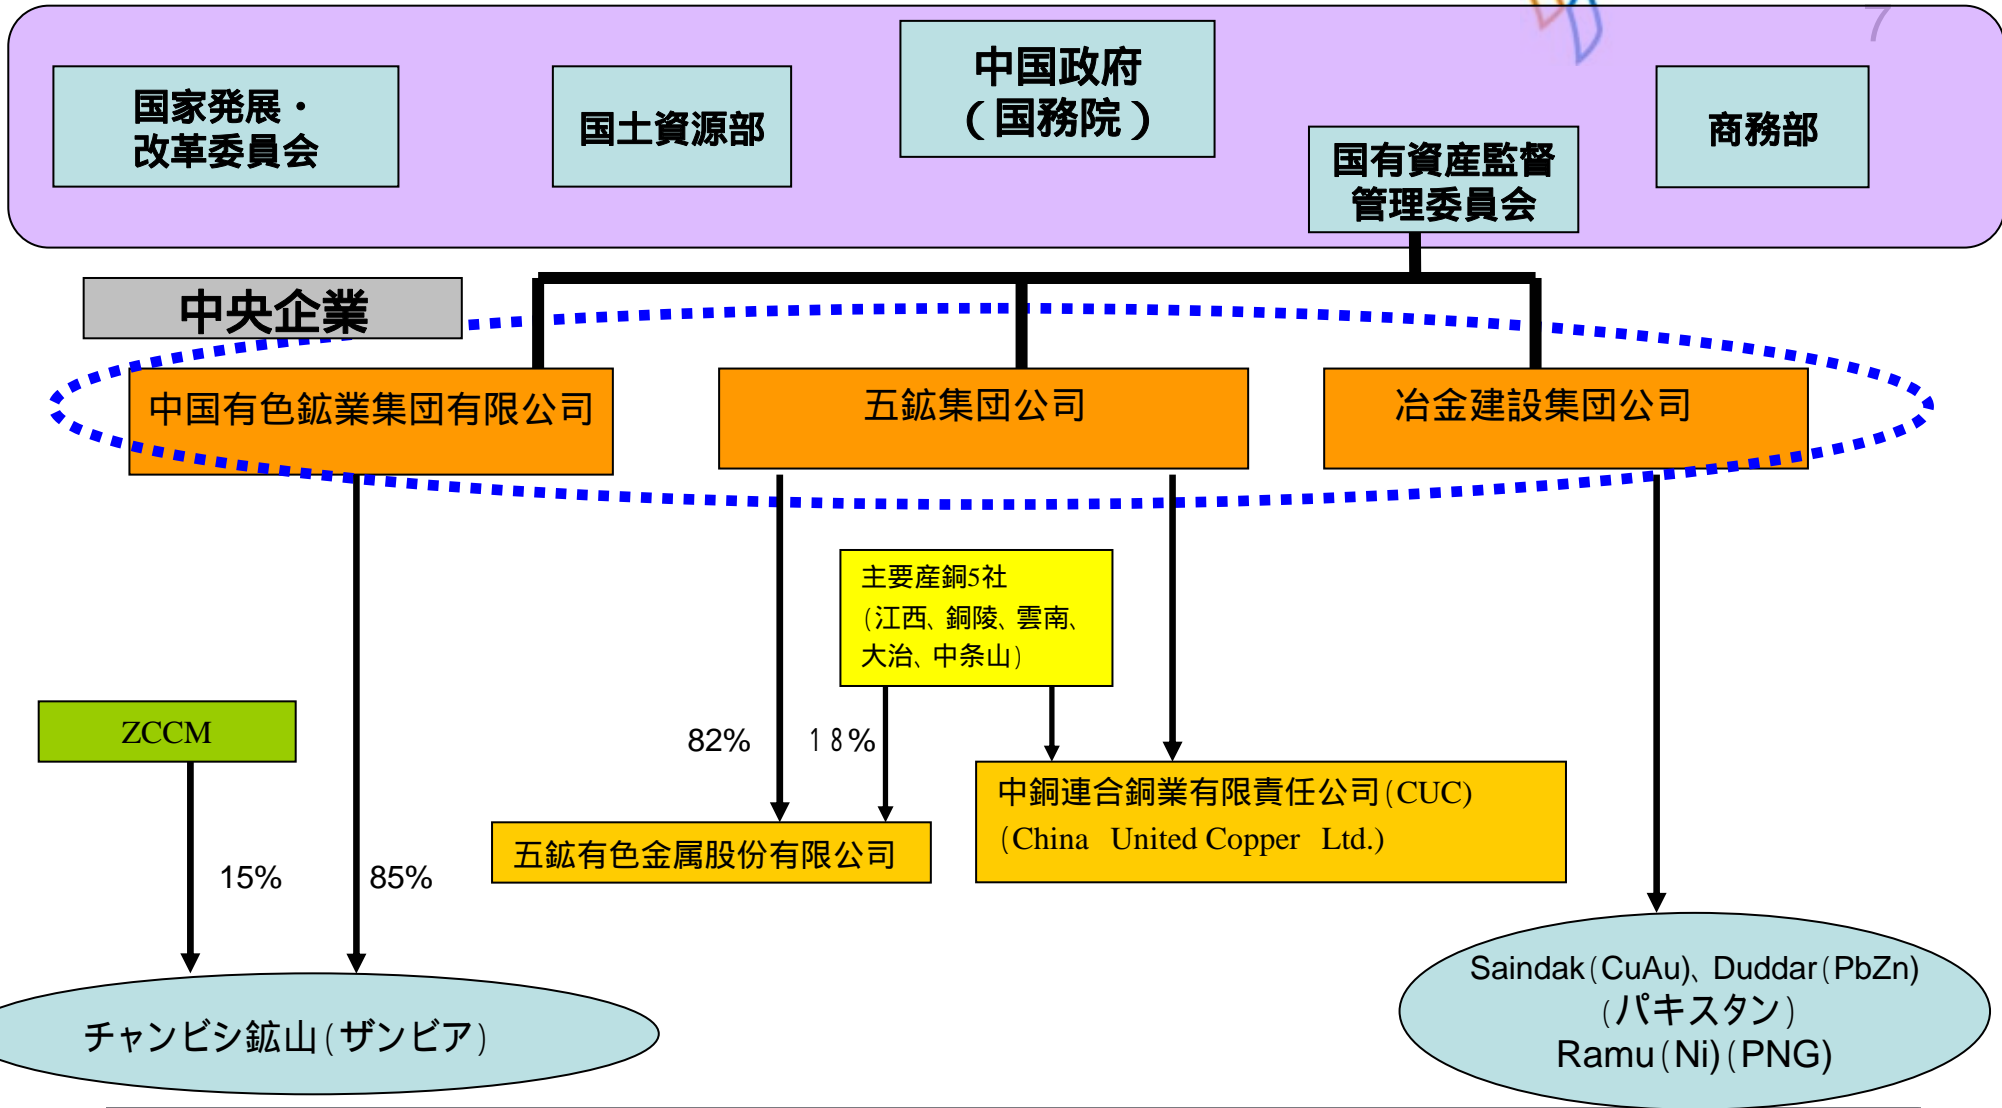 7
国家発展・
改革委員会
国土資源部
中国政府
(国務院)
国有資産監督
管理委員会
商務部
中央企業
中国有色鉱業集団有限公司
五鉱集団公司
冶金建設集団公司
主要産銅5社
(江西、銅陵、雲南、
大冶、中条山)
ZCCM
82%
18%
中銅連合銅業有限責任公司(CUC)
(China United Copper Ltd.)
五鉱有色金属股份有限公司
15%
85%
チャンビシ鉱山(ザンビア)
Saindak(CuAu)、Duddar(PbZn)
(パキスタン)
Ramu(Ni)(PNG)